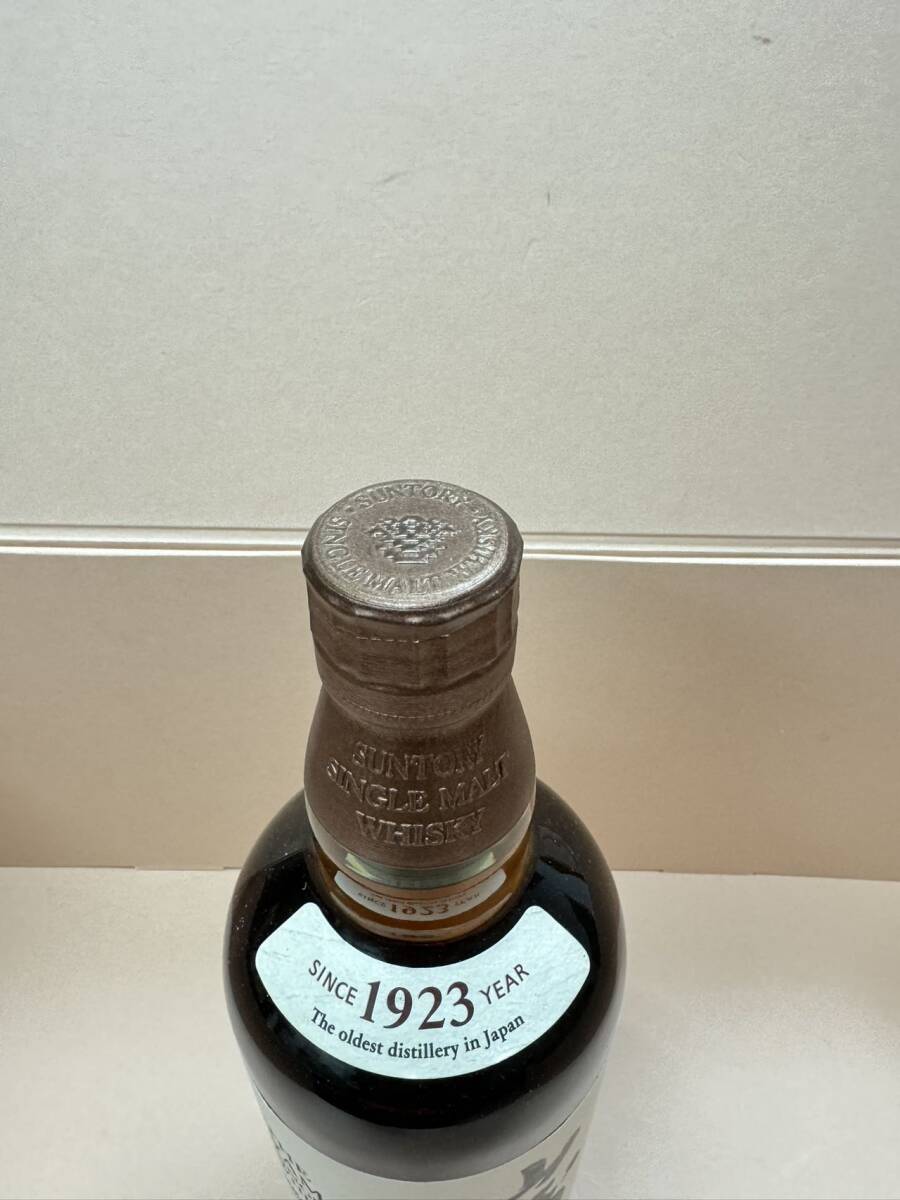 SUNTORY · SINGLE MALT WHISKY ·
SUNTORY
SINGLE MALT
WHISKY
SINCE 1923 YEAR
The oldest distillery in Japan